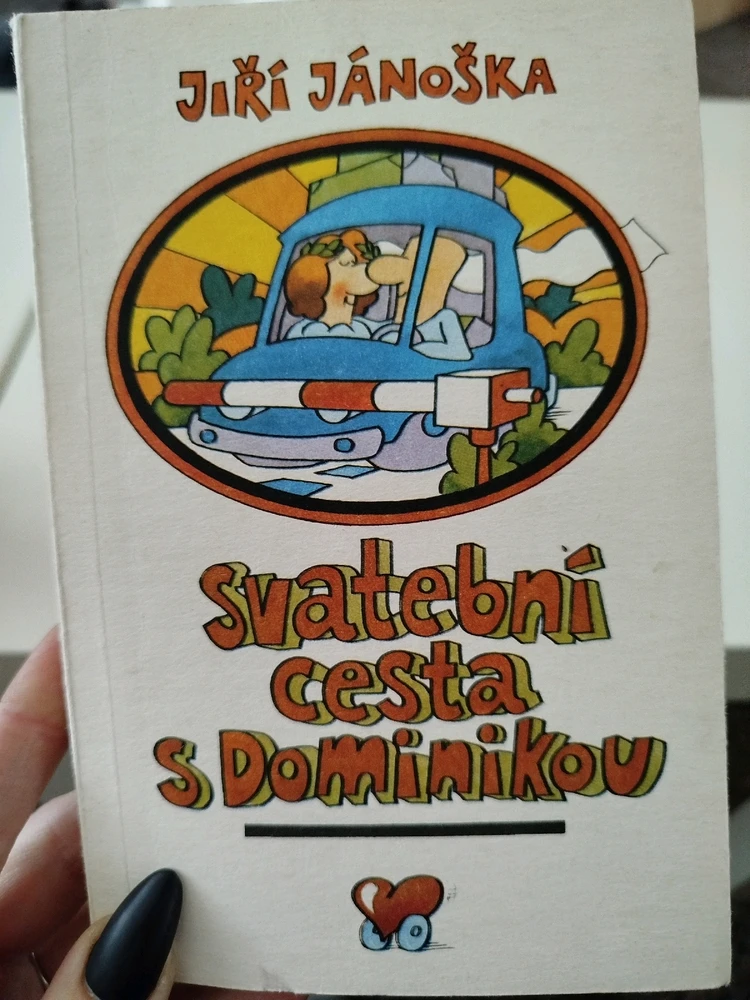 JIŘÍ JÁNOŠKA
svatební
cesta
s Dominikou